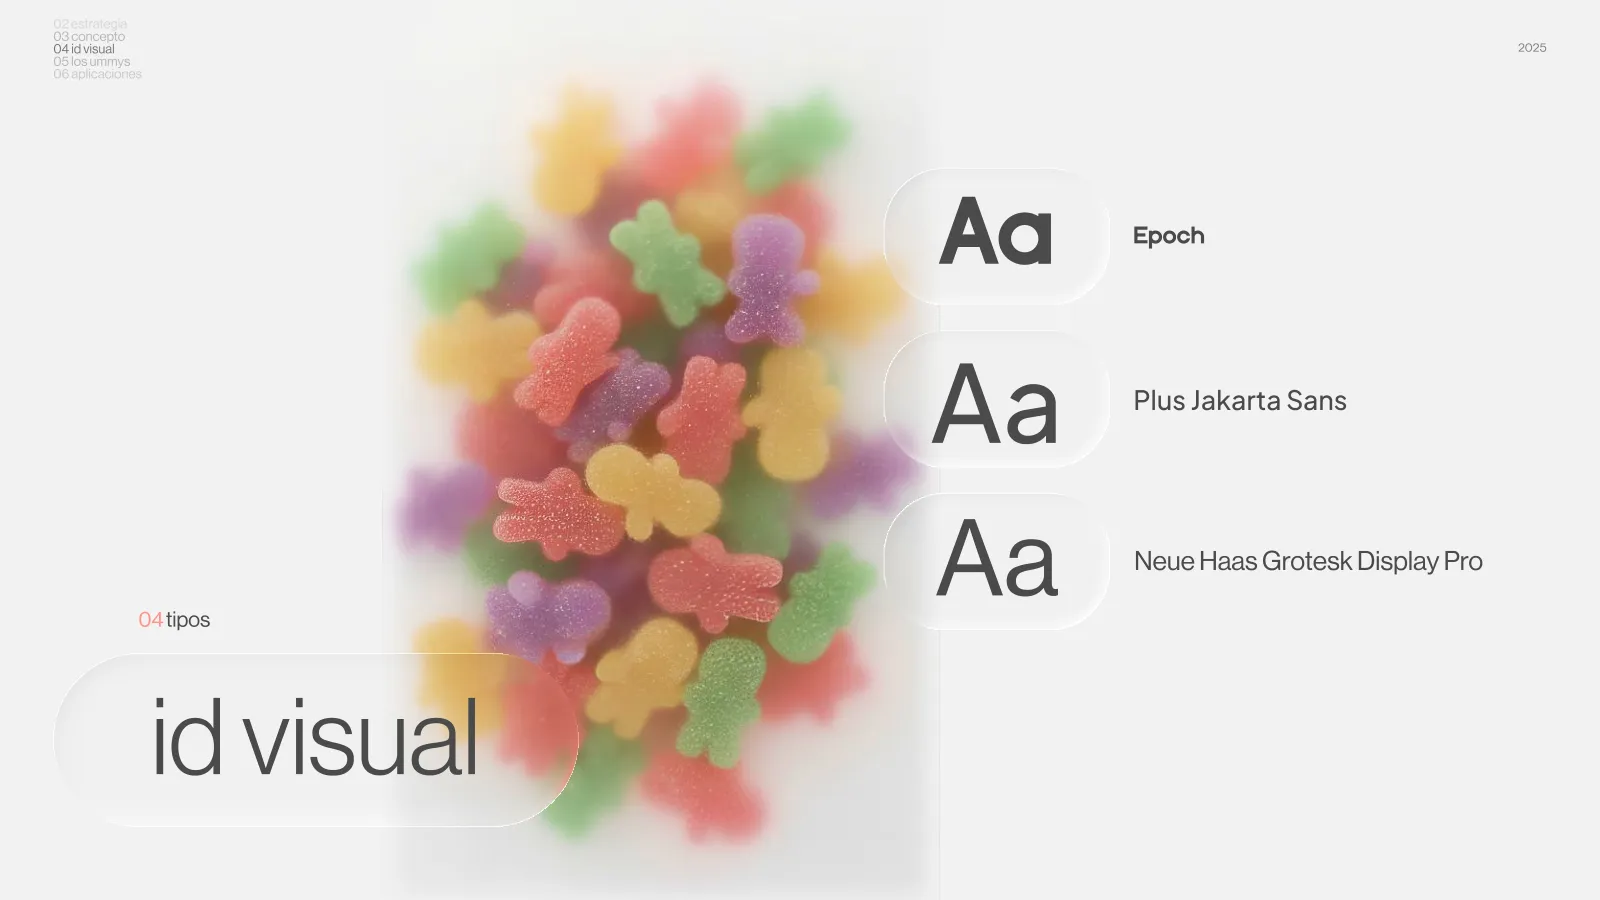 02 estrategia
03 concepto
04 id visual
05 los ummys
06 aplicaciones
2025
Aa
Epoch
Aa
Plus Jakarta Sans
Aa
Neue Haas Grotesk Display Pro
04 tipos
id visual